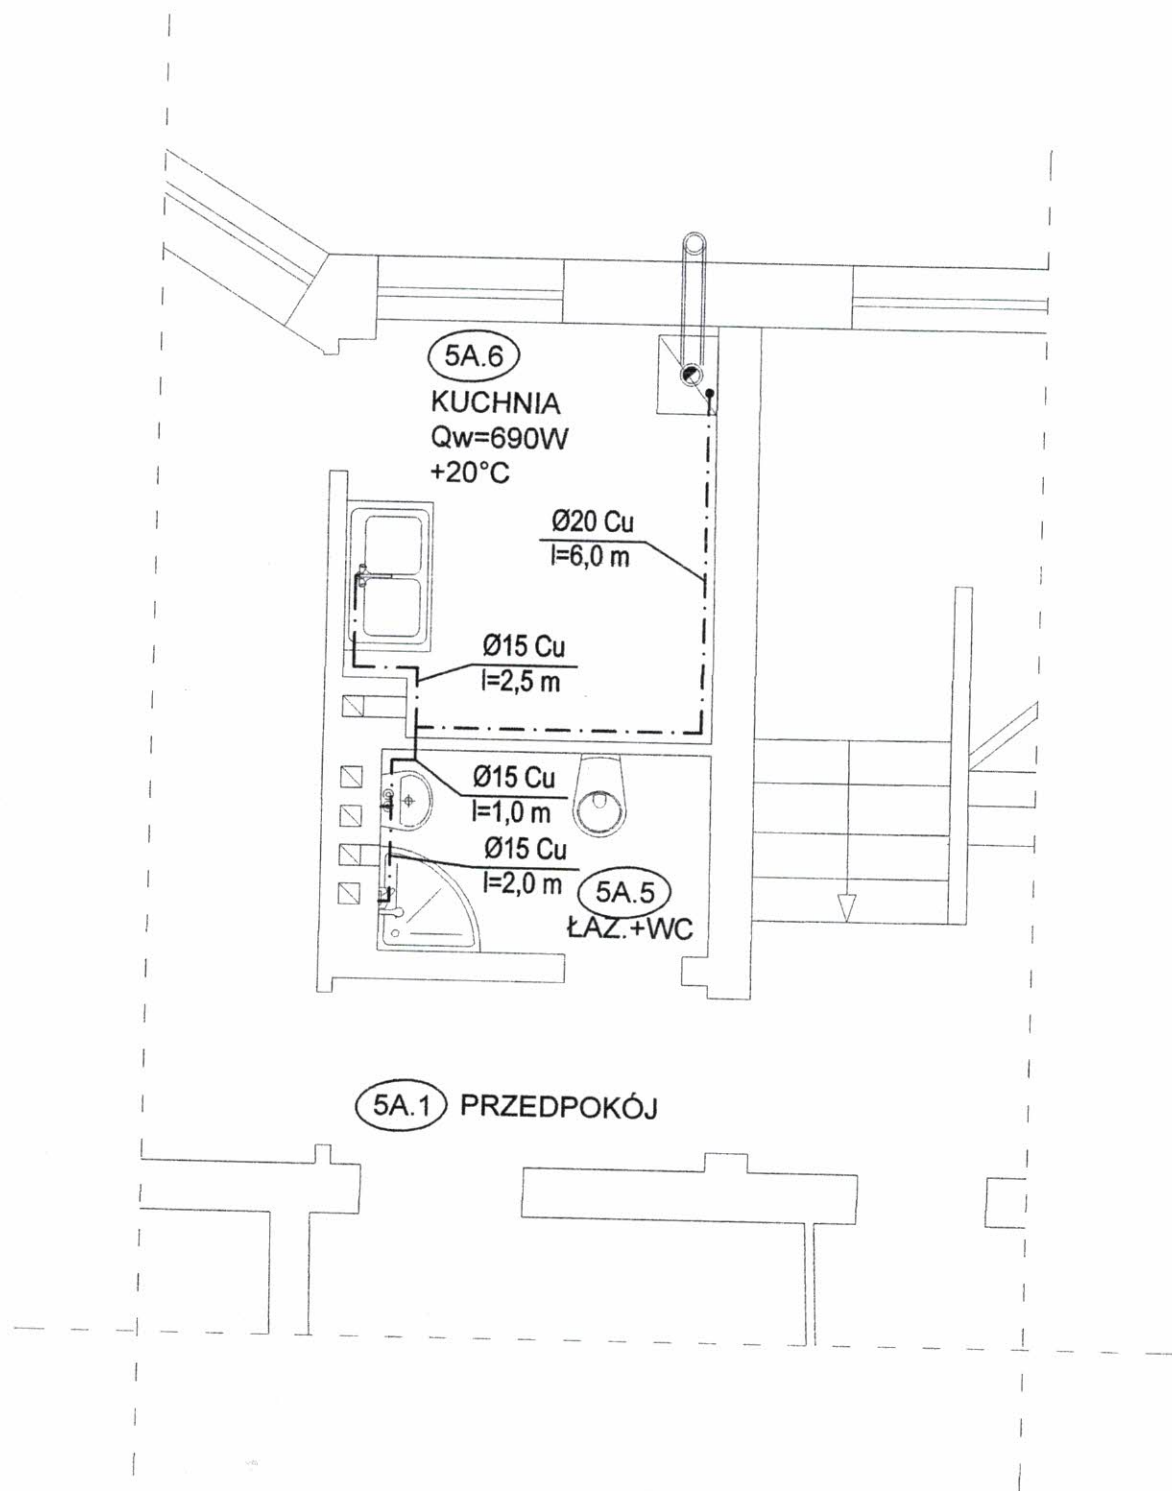 5A.6
KUCHNIA
Qw=690W
+20°C
Ø20 Cu
l=6,0 m
Ø15 Cu
l=2,5 m
Ø15 Cu
l=1,0 m
Ø15 Cu
l=2,0 m
5A.5
ŁAZ.+WC
5A.1 PRZEDPOKÓJ